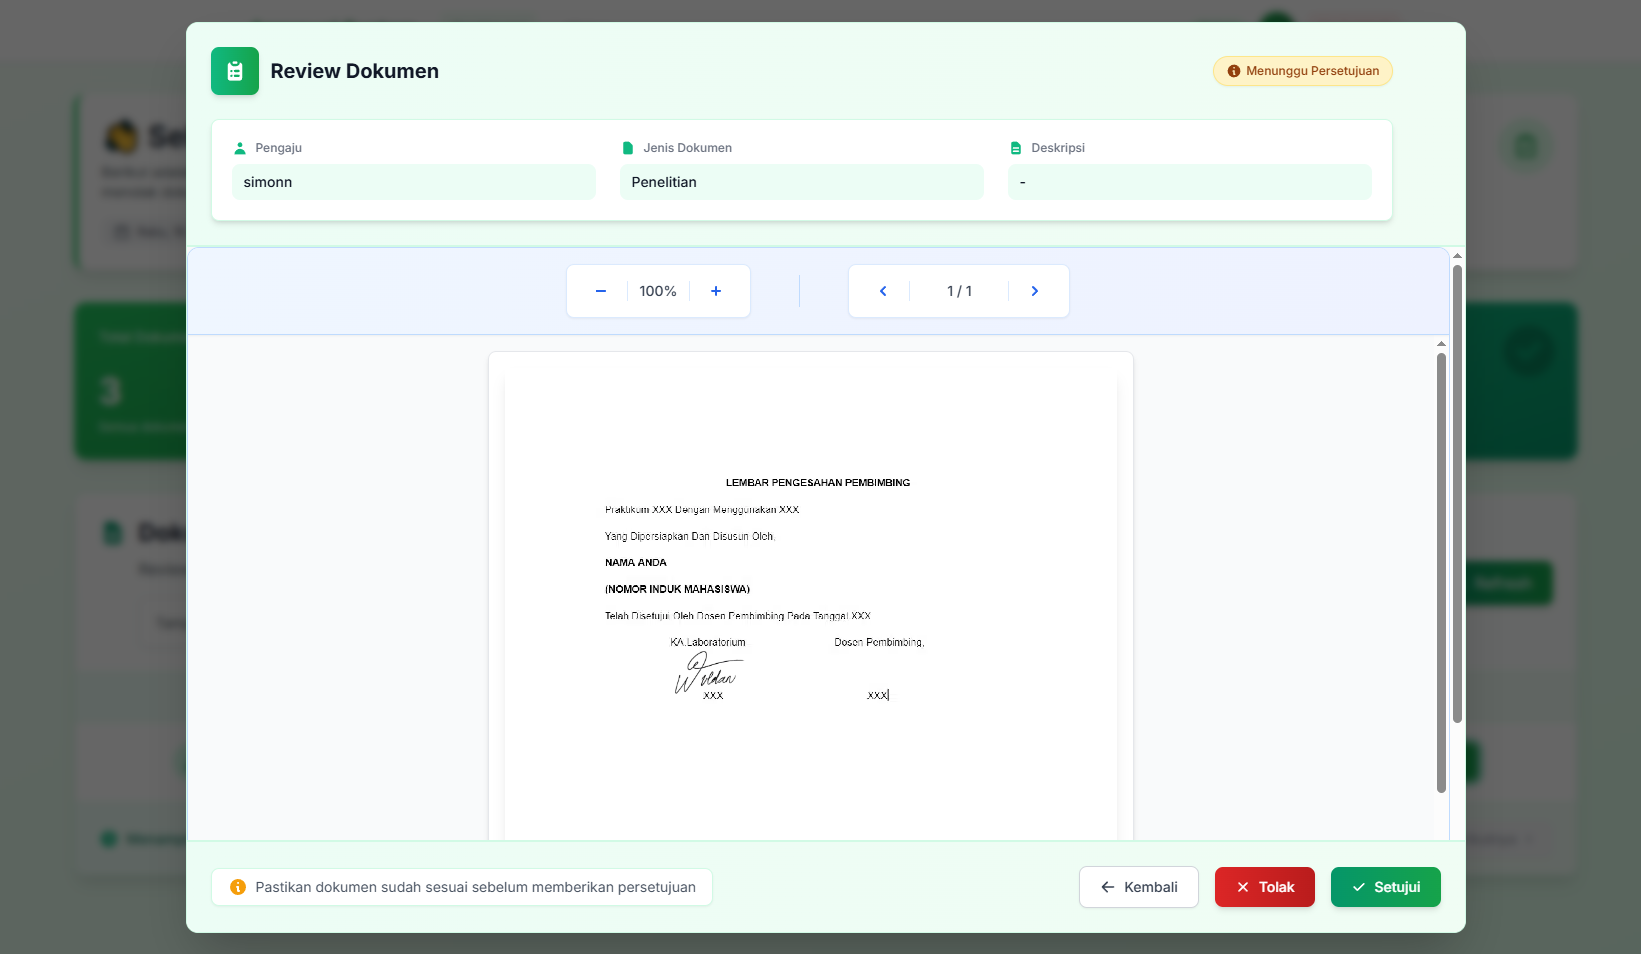 Review Dokumen
Menunggu Persetujuan
Pengaju
Jenis Dokumen
Deskripsi
simonn
Penelitian
-
100%
1 / 1
LEMBAR PENGESAHAN PEMBIMBING
Praktikum XXX Dengan Menggunakan XXX
Yang Dipersiapkan Dan Disusun Oleh,
NAMA ANDA
(NOMOR INDUK MAHASISWA)
Telah Disetujui Oleh Dosen Pembimbing Pada Tanggal XXX
KA.Laboratorium Dosen Pembimbing,
Woldan
XXX XXX
3
Refresh
Pastikan dokumen sudah sesuai sebelum memberikan persetujuan
Kembali
Tolak
Setujui